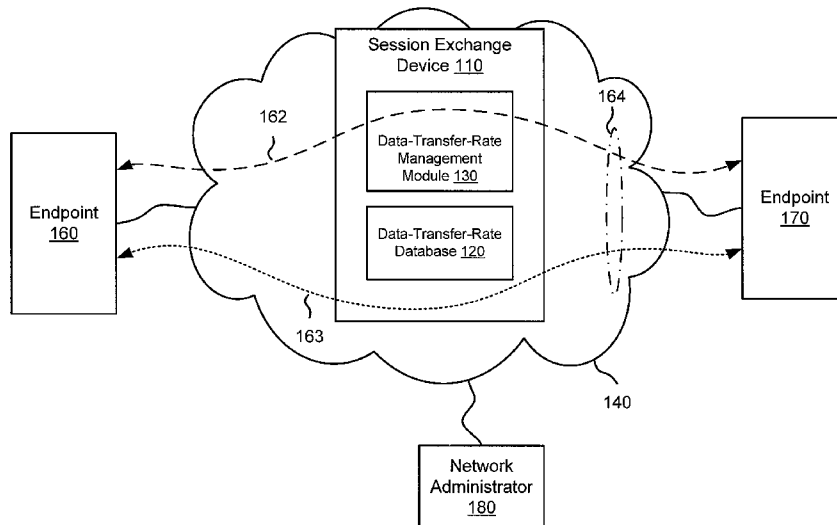 Session Exchange
Device 110
164
162
Data-Transfer-Rate
Management
Module 130
Endpoint
160
Endpoint
170
Data-Transfer-Rate
Database 120
163
140
Network
Administrator
180